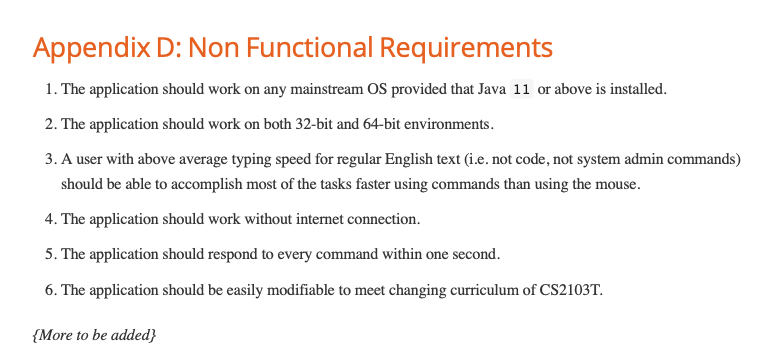 Appendix D: Non Functional Requirements
1. The application should work on any mainstream OS provided that Java 11 or above is installed.
2. The application should work on both 32-bit and 64-bit environments.
3. A user with above average typing speed for regular English text (i.e. not code, not system admin commands)
should be able to accomplish most of the tasks faster using commands than using the mouse.
4. The application should work without internet connection.
5. The application should respond to every command within one second.
6. The application should be easily modifiable to meet changing curriculum of CS2103T.
{More to be added}